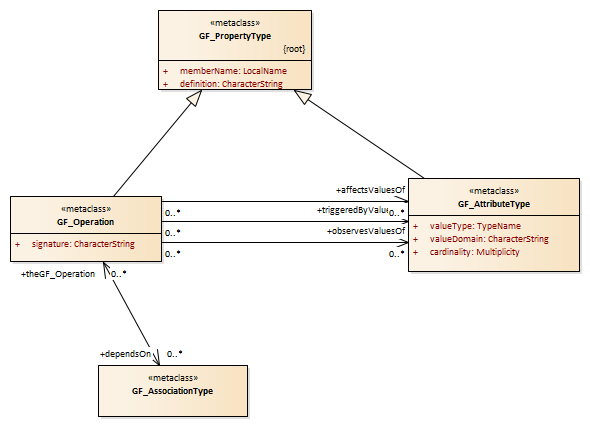 «metaclass»
GF_PropertyType
{root}
+ memberName: LocalName
+ definition: CharacterString
«metaclass»
GF_Operation
+ signature: CharacterString
«metaclass»
GF_AttributeType
+ valueType: TypeName
+ valueDomain: CharacterString
+ cardinality: Multiplicity
+affectsValuesOf
0..*
+triggeredByValue
0..*
0..*
+observesValuesOf
0..*
0..*
+theGF_Operation
0..*
+dependsOn
0..*
«metaclass»
GF_AssociationType